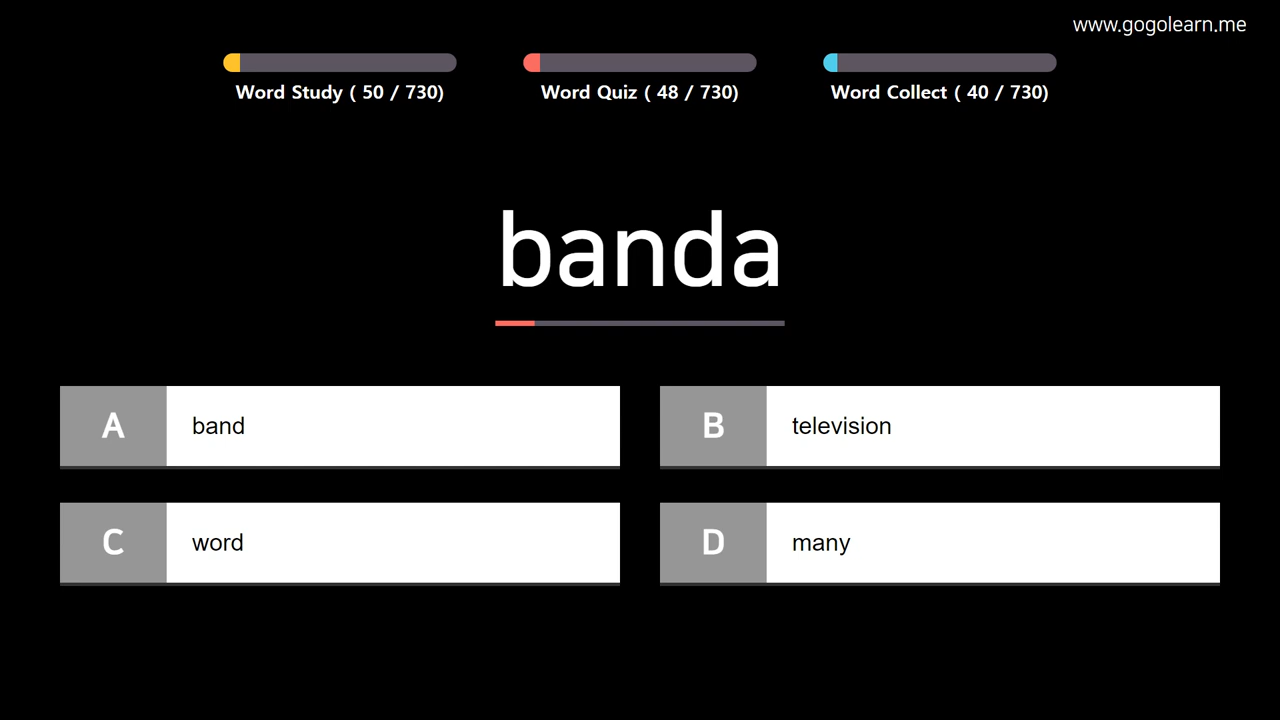 www.gogolearn.me
Word Study ( 50 / 730)
Word Quiz ( 48 / 730)
Word Collect ( 40 / 730)
banda
A band
B television
C word
D many